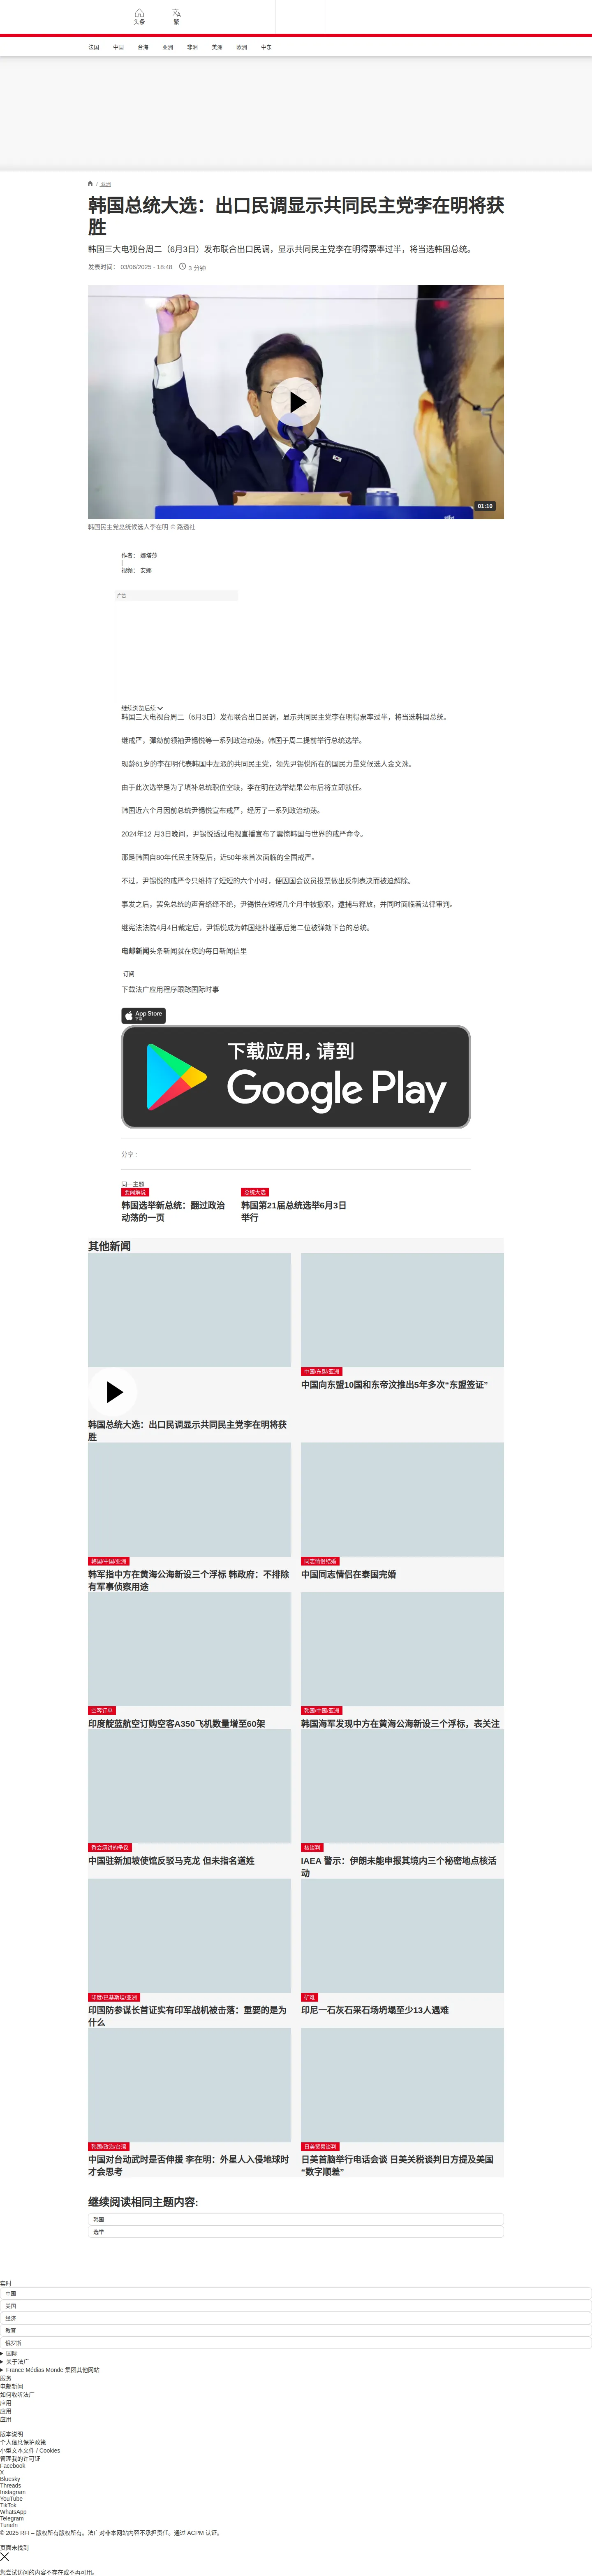 头条
繁
法国 中国 台海 亚洲 非洲 美洲 欧洲 中东
/ 亚洲
韩国总统大选：出口民调显示共同民主党李在明将获
胜
韩国三大电视台周二（6月3日）发布联合出口民调，显示共同民主党李在明得票率过半，将当选韩国总统。
发表时间： 03/06/2025 - 18:48 3 分钟
01:10
韩国民主党总统候选人李在明 © 路透社
作者： 娜塔莎
|
视频： 安娜
广告
继续浏览后续
韩国三大电视台周二（6月3日）发布联合出口民调，显示共同民主党李在明得票率过半，将当选韩国总统。
继戒严，弹劾前领袖尹锡悦等一系列政治动荡，韩国于周二提前举行总统选举。
现龄61岁的李在明代表韩国中左派的共同民主党，领先尹锡悦所在的国民力量党候选人金文洙。
由于此次选举是为了填补总统职位空缺，李在明在选举结果公布后将立即就任。
韩国近六个月因前总统尹锡悦宣布戒严，经历了一系列政治动荡。
2024年12 月3日晚间，尹锡悦透过电视直播宣布了震惊韩国与世界的戒严命令。
那是韩国自80年代民主转型后，近50年来首次面临的全国戒严。
不过，尹锡悦的戒严令只维持了短短的六个小时，便因国会议员投票做出反制表决而被迫解除。
事发之后，罢免总统的声音络绎不绝，尹锡悦在短短几个月中被撤职，逮捕与释放，并同时面临着法律审判。
继宪法法院4月4日裁定后，尹锡悦成为韩国继朴槿惠后第二位被弹劾下台的总统。
电邮新闻头条新闻就在您的每日新闻信里
订阅
下载法广应用程序跟踪国际时事
App Store
下载
下载应用，请到
Google Play
分享 :
同一主题
要闻解说
韩国选举新总统：翻过政治
动荡的一页
总统大选
韩国第21届总统选举6月3日
举行
其他新闻
韩国总统大选：出口民调显示共同民主党李在明将获
胜
中国/东盟/亚洲
中国向东盟10国和东帝汶推出5年多次“东盟签证”
韩国/中国/亚洲
韩军指中方在黄海公海新设三个浮标 韩政府：不排除
有军事侦察用途
同志情侣结婚
中国同志情侣在泰国完婚
空客订单
印度靛蓝航空订购空客A350飞机数量增至60架
韩国/中国/亚洲
韩国海军发现中方在黄海公海新设三个浮标，表关注
香会演讲的争议
中国驻新加坡使馆反驳马克龙 但未指名道姓
核谈判
IAEA 警示：伊朗未能申报其境内三个秘密地点核活
动
印度/巴基斯坦/亚洲
印国防参谋长首证实有印军战机被击落：重要的是为
什么
矿难
印尼一石灰石采石场坍塌至少13人遇难
韩国/政治/台湾
中国对台动武时是否伸援 李在明：外星人入侵地球时
才会思考
日美贸易谈判
日美首脑举行电话会谈 日美关税谈判日方提及美国
“数字顺差”
继续阅读相同主题内容:
韩国
选举
实时
中国
美国
经济
教育
俄罗斯
国际
关于法广
France Médias Monde 集团其他网站
服务
电邮新闻
如何收听法广
应用
应用
应用
版本说明
个人信息保护政策
小型文本文件 / Cookies
管理我的许可证
Facebook
X
Bluesky
Threads
Instagram
YouTube
TikTok
WhatsApp
Telegram
TuneIn
© 2025 RFI – 版权所有版权所有。法广对非本网站内容不承担责任。通过 ACPM 认证。
页面未找到
您尝试访问的内容不存在或不再可用。